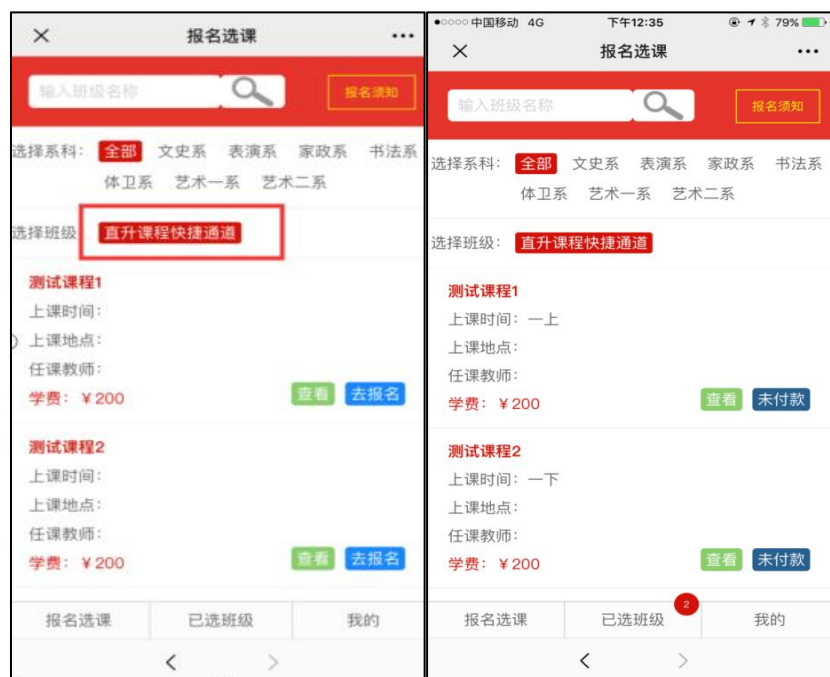 报名选课
输入班级名称
报名须知
选择系科: 全部 文史系 表演系 家政系 书法系
体卫系 艺术一系 艺术二系
选择班级 直升课程快捷通道
测试课程1
上课时间:
上课地点:
任课教师:
学费: ¥200
查看 去报名
测试课程2
上课时间:
上课地点:
任课教师:
学费: ¥200
查看 去报名
报名选课 已选班级 我的
中国移动 4G 下午12:35 79%
报名选课
输入班级名称
报名须知
选择系科: 全部 文史系 表演系 家政系 书法系
体卫系 艺术一系 艺术二系
选择班级: 直升课程快捷通道
测试课程1
上课时间: 一上
上课地点:
任课教师:
学费: ¥200
查看 未付款
测试课程2
上课时间: 一下
上课地点:
任课教师:
学费: ¥200
查看 未付款
报名选课 已选班级 2 我的